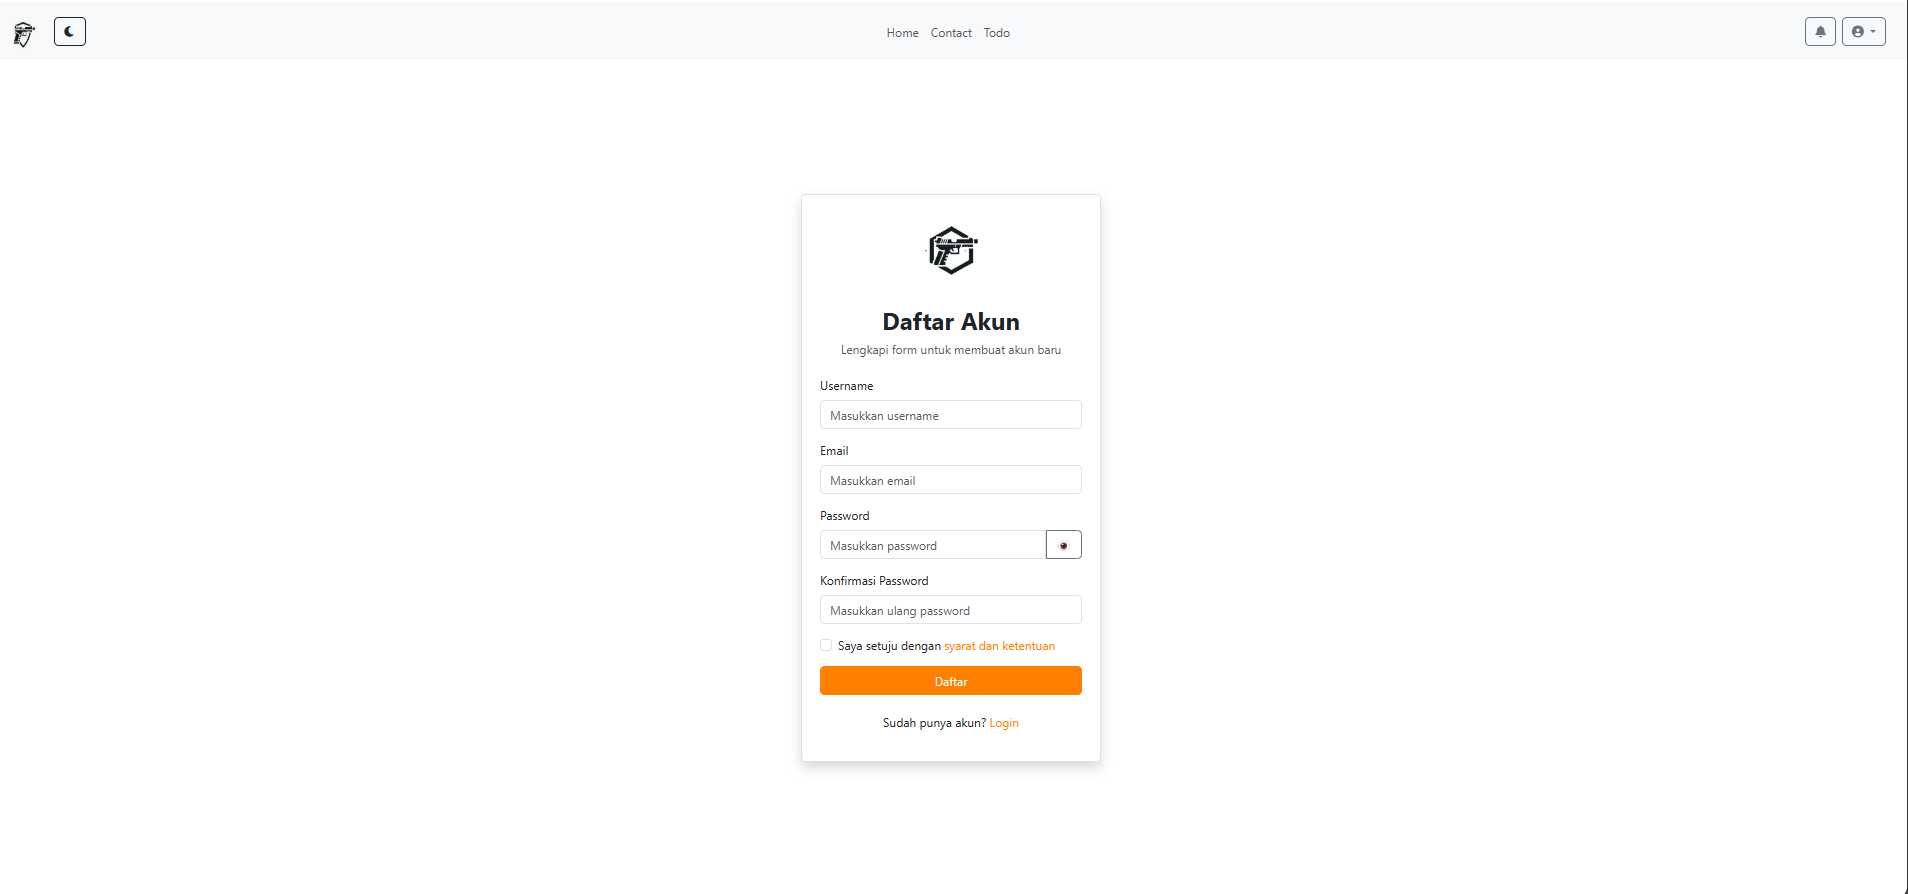 Home Contact Todo
Daftar Akun
Lengkapi form untuk membuat akun baru
Username
Masukkan username
Email
Masukkan email
Password
Masukkan password
Konfirmasi Password
Masukkan ulang password
Saya setuju dengan syarat dan ketentuan
Daftar
Sudah punya akun? Login